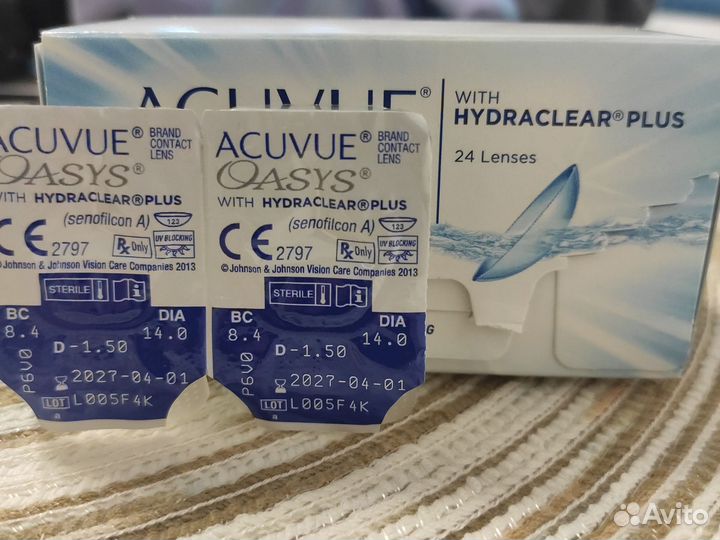 ACUVUE®
WITH
HYDRACLEAR®PLUS
24 Lenses
ACUVUE®
BRAND
CONTACT
LENS
OASYS®
WITH HYDRACLEAR®PLUS
(senofilcon A)
123
CE 2797
Rx Only
UV BLOCKING
©Johnson & Johnson Vision Care Companies 2013
STERILE i
BC DIA
8.4 14.0
D-1.50
P6V0
2027-04-01
LOT L005F4K
a
ACUVUE®
BRAND
CONTACT
LENS
OASYS®
WITH HYDRACLEAR®PLUS
(senofilcon A)
123
CE 2797
Rx Only
UV BLOCKING
©Johnson & Johnson Vision Care Companies 2013
STERILE i
BC DIA
8.4 14.0
D-1.50
P6V0
2027-04-01
LOT L005F4K
a
Avito